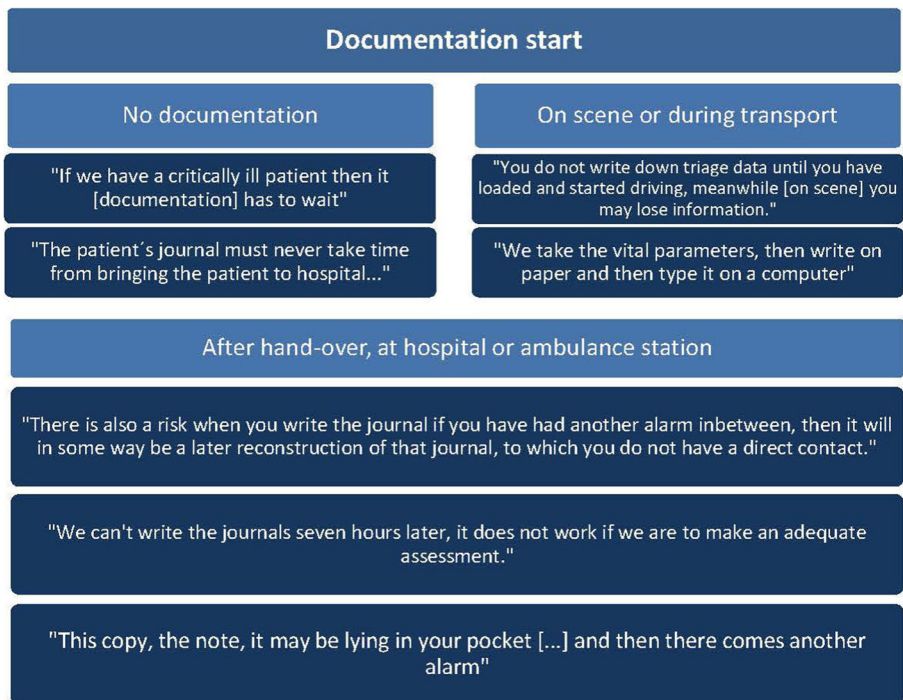 Documentation start
No documentation
"If we have a critically ill patient then it
[documentation] has to wait"
"The patient´s journal must never take time
from bringing the patient to hospital..."
On scene or during transport
"You do not write down triage data until you have
loaded and started driving, meanwhile [on scene] you
may lose information."
"We take the vital parameters, then write on
paper and then type it on a computer"
After hand-over, at hospital or ambulance station
"There is also a risk when you write the journal if you have had another alarm inbetween, then it will
in some way be a later reconstruction of that journal, to which you do not have a direct contact."
"We can't write the journals seven hours later, it does not work if we are to make an adequate
assessment."
"This copy, the note, it may be lying in your pocket [...] and then there comes another
alarm"